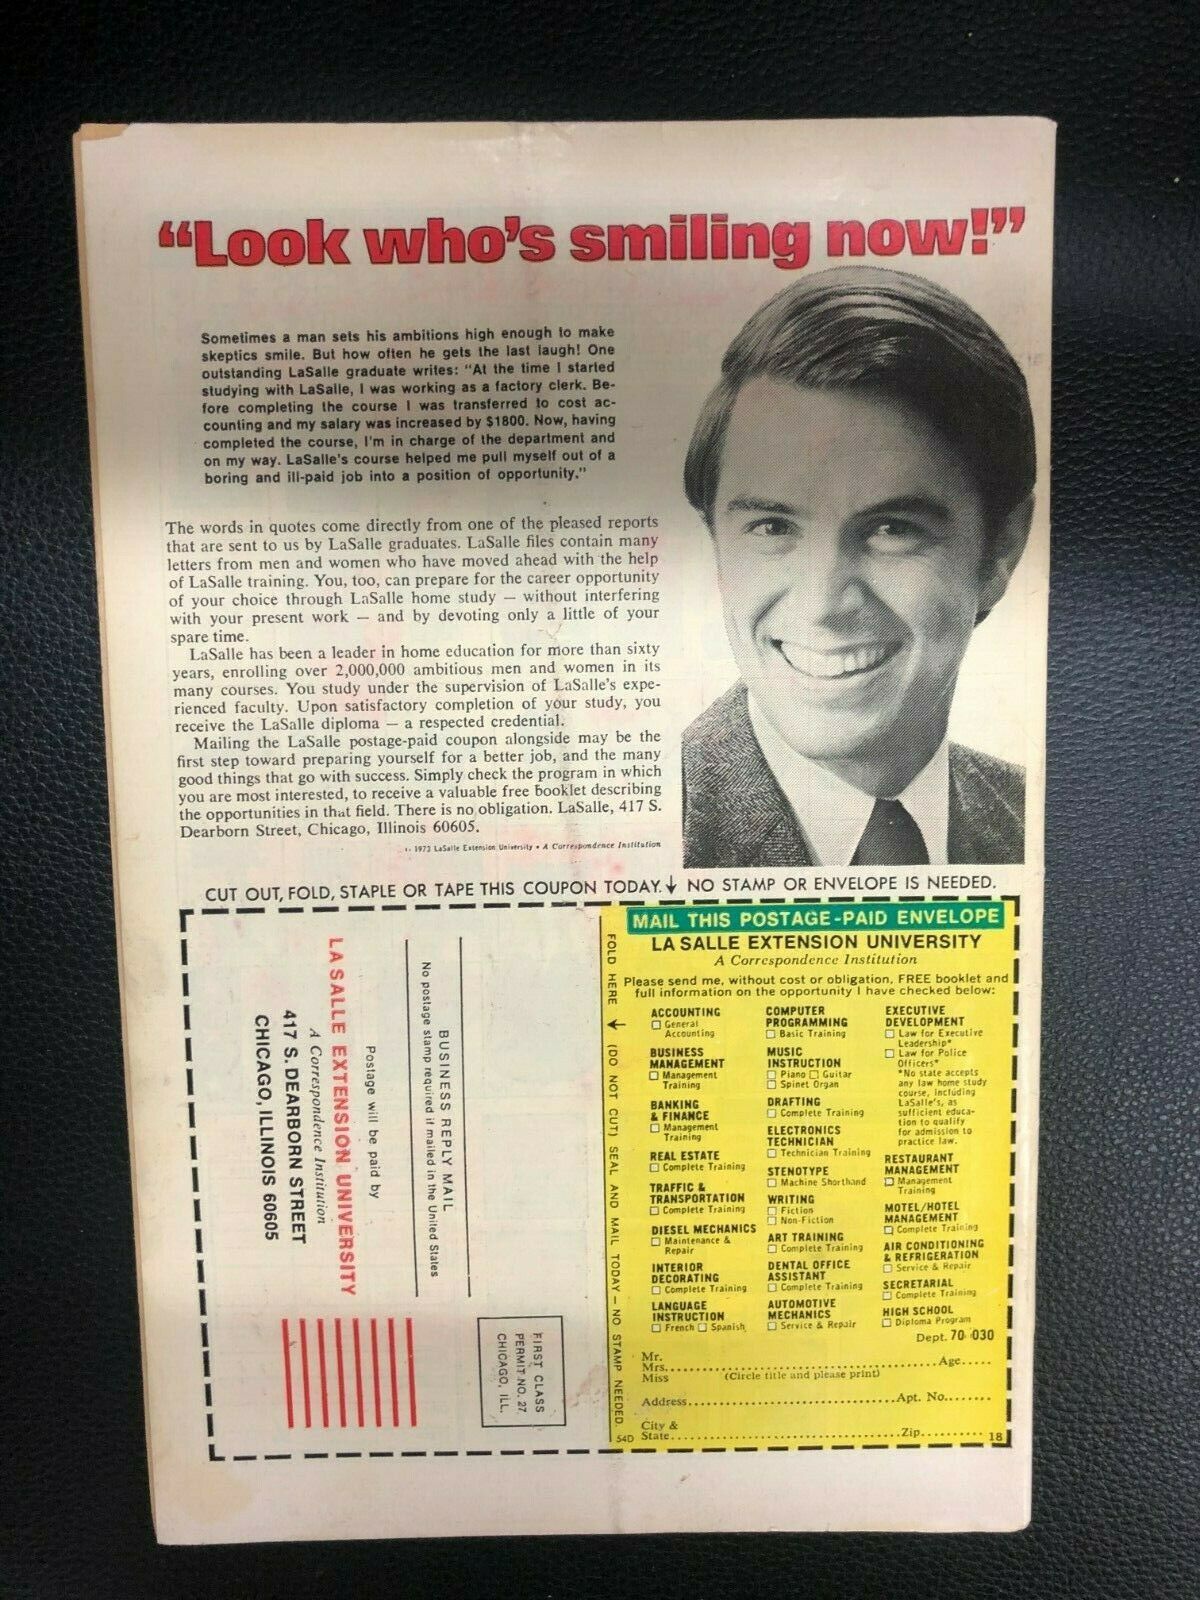 “Look who's smiling now!”
Sometimes a man sets his ambitions high enough to make
skeptics smile. But how often he gets the last laugh! One
outstanding LaSalle graduate writes: "At the time I started
studying with LaSalle, I was working as a factory clerk. Be-
fore completing the course I was transferred to cost ac-
counting and my salary was increased by $1800. Now, having
completed the course, I'm in charge of the department and
on my way. LaSalle's course helped me pull myself out of a
boring and ill-paid job into a position of opportunity."
The words in quotes come directly from one of the pleased reports
that are sent to us by LaSalle graduates. LaSalle files contain many
letters from men and women who have moved ahead with the help
of LaSalle training. You, too, can prepare for the career opportunity
of your choice through LaSalle home study — without interfering
with your present work — and by devoting only a little of your
spare time.
LaSalle has been a leader in home education for more than sixty
years, enrolling over 2,000,000 ambitious men and women in its
many courses. You study under the supervision of LaSalle's expe-
rienced faculty. Upon satisfactory completion of your study, you
receive the LaSalle diploma — a respected credential.
Mailing the LaSalle postage-paid coupon alongside may be the
first step toward preparing yourself for a better job, and the many
good things that go with success. Simply check the program in which
you are most interested, to receive a valuable free booklet describing
the opportunities in that field. There is no obligation. LaSalle, 417 S.
Dearborn Street, Chicago, Illinois 60605.
1973 LaSalle Extension University • A Correspondence Institution
CUT OUT, FOLD, STAPLE OR TAPE THIS COUPON TODAY.↓ NO STAMP OR ENVELOPE IS NEEDED.
BUSINESS REPLY MAIL
No postage stamp required if mailed in the United States
Postage will be paid by
LA SALLE EXTENSION UNIVERSITY
A Correspondence Institution
417 S. DEARBORN STREET
CHICAGO, ILLINOIS 60605
FIRST CLASS
PERMIT NO. 27
CHICAGO, ILL.
FOLD HERE ↓ (DO NOT CUT) SEAL AND MAIL TODAY – NO STAMP NEEDED.
MAIL THIS POSTAGE-PAID ENVELOPE
LA SALLE EXTENSION UNIVERSITY
A Correspondence Institution
Please send me, without cost or obligation, FREE booklet and
full information on the opportunity I have checked below:
ACCOUNTING
General
Accounting
BUSINESS
MANAGEMENT
Management
Training
BANKING
& FINANCE
Management
Training
REAL ESTATE
Complete Training
TRAFFIC &
TRANSPORTATION
Complete Training
DIESEL MECHANICS
Maintenance &
Repair
INTERIOR
DECORATING
Complete Training
LANGUAGE
INSTRUCTION
French Spanish
COMPUTER
PROGRAMMING
Basic Training
MUSIC
INSTRUCTION
Piano Guitar
Spinet Organ
DRAFTING
Complete Training
ELECTRONICS
TECHNICIAN
Technician Training
STENOTYPE
Machine Shorthand
WRITING
Fiction
Non-Fiction
ART TRAINING
Complete Training
DENTAL OFFICE
ASSISTANT
Complete Training
AUTOMOTIVE
MECHANICS
Service & Repair
EXECUTIVE
DEVELOPMENT
Law for Executive
Leadership*
Law for Police
Officers*
*No state accepts
any law home study
course, including
LaSalle's, as
sufficient educa-
tion to qualify
for admission to
practice law.
RESTAURANT
MANAGEMENT
Management
Training
MOTEL/HOTEL
MANAGEMENT
Complete Training
AIR CONDITIONING
& REFRIGERATION
Service & Repair
SECRETARIAL
Complete Training
HIGH SCHOOL
Diploma Program
Dept. 70-030
Mr.
Mrs. Age
Miss (Circle title and please print)
Address Apt. No.
City &
State Zip
54D 18